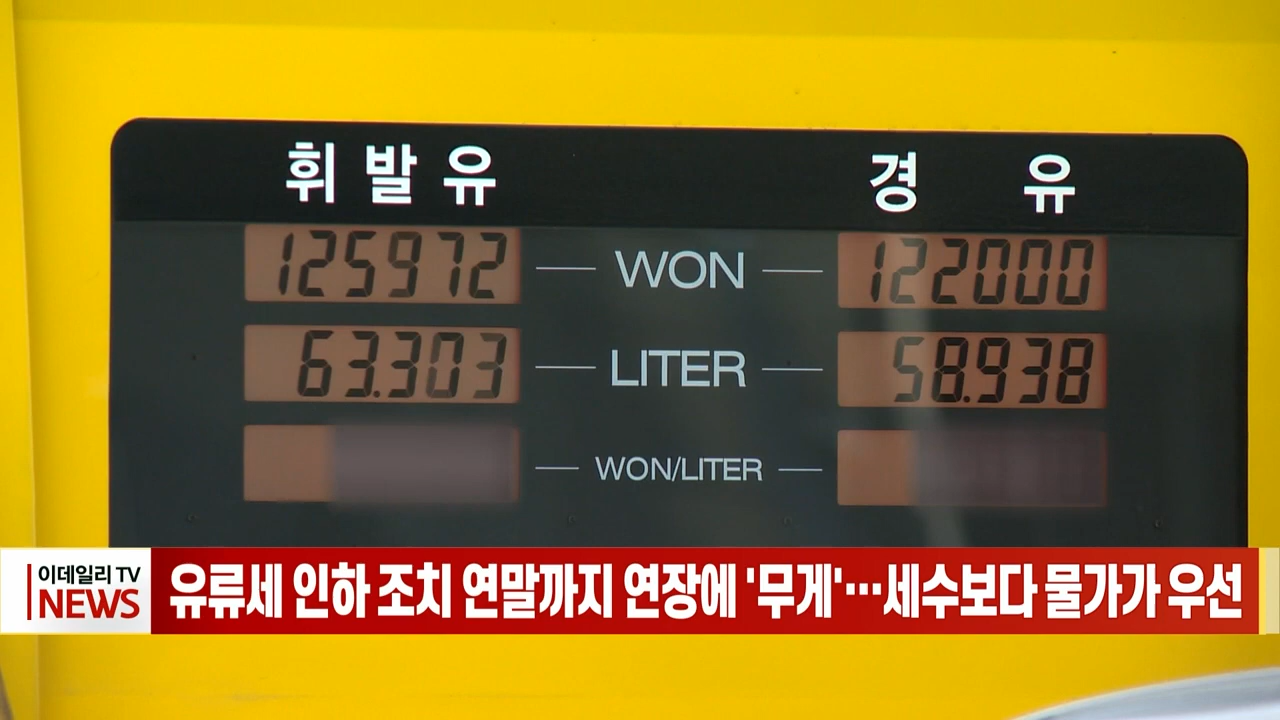 휘발유 경유
125972 WON 122000
63.303 LITER 58.938
WON/LITER
이데일리 TV
NEWS
유류세 인하 조치 연말까지 연장에 '무게'…세수보다 물가가 우선